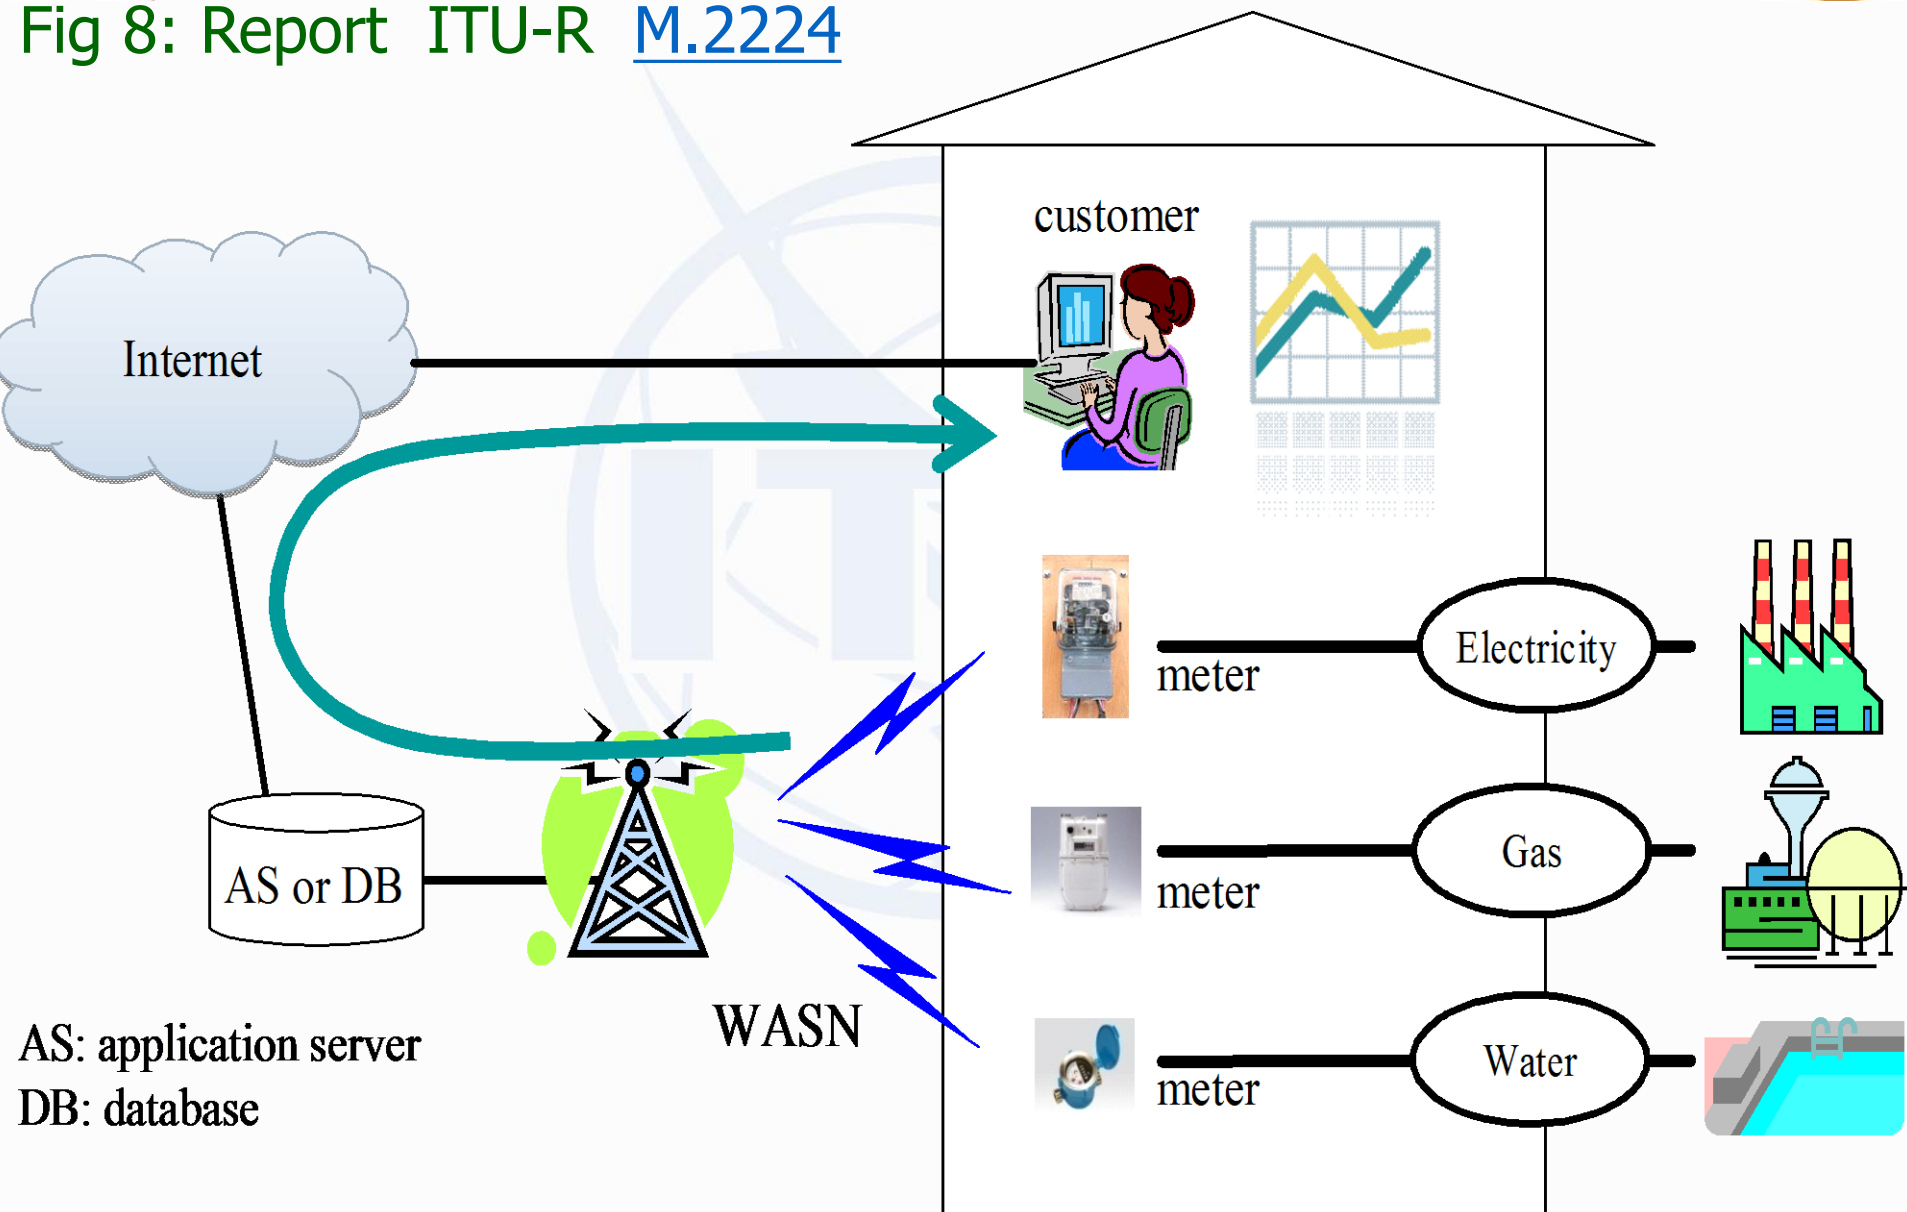 Fig 8: Report ITU-R M.2224
customer
Internet
Electricity
meter
Gas
meter
AS or DB
WASN
Water
meter
AS: application server
DB: database